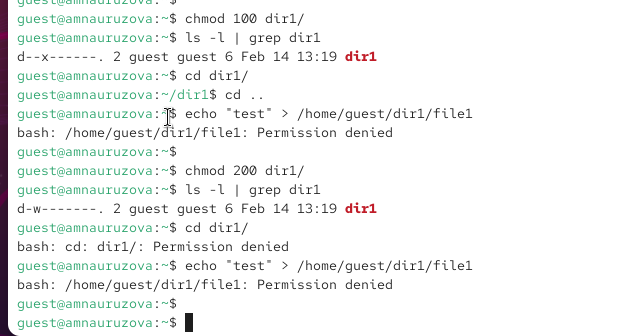 guest@amnauruzova:~$ chmod 100 dir1/
guest@amnauruzova:~$ ls -l | grep dir1
d--x------. 2 guest guest 6 Feb 14 13:19 dir1
guest@amnauruzova:~$ cd dir1/
guest@amnauruzova:~/dir1$ cd ..
guest@amnauruzova:~$ echo "test" > /home/guest/dir1/file1
bash: /home/guest/dir1/file1: Permission denied
guest@amnauruzova:~$
guest@amnauruzova:~$ chmod 200 dir1/
guest@amnauruzova:~$ ls -l | grep dir1
d-w-------. 2 guest guest 6 Feb 14 13:19 dir1
guest@amnauruzova:~$ cd dir1/
bash: cd: dir1/: Permission denied
guest@amnauruzova:~$ echo "test" > /home/guest/dir1/file1
bash: /home/guest/dir1/file1: Permission denied
guest@amnauruzova:~$
guest@amnauruzova:~$